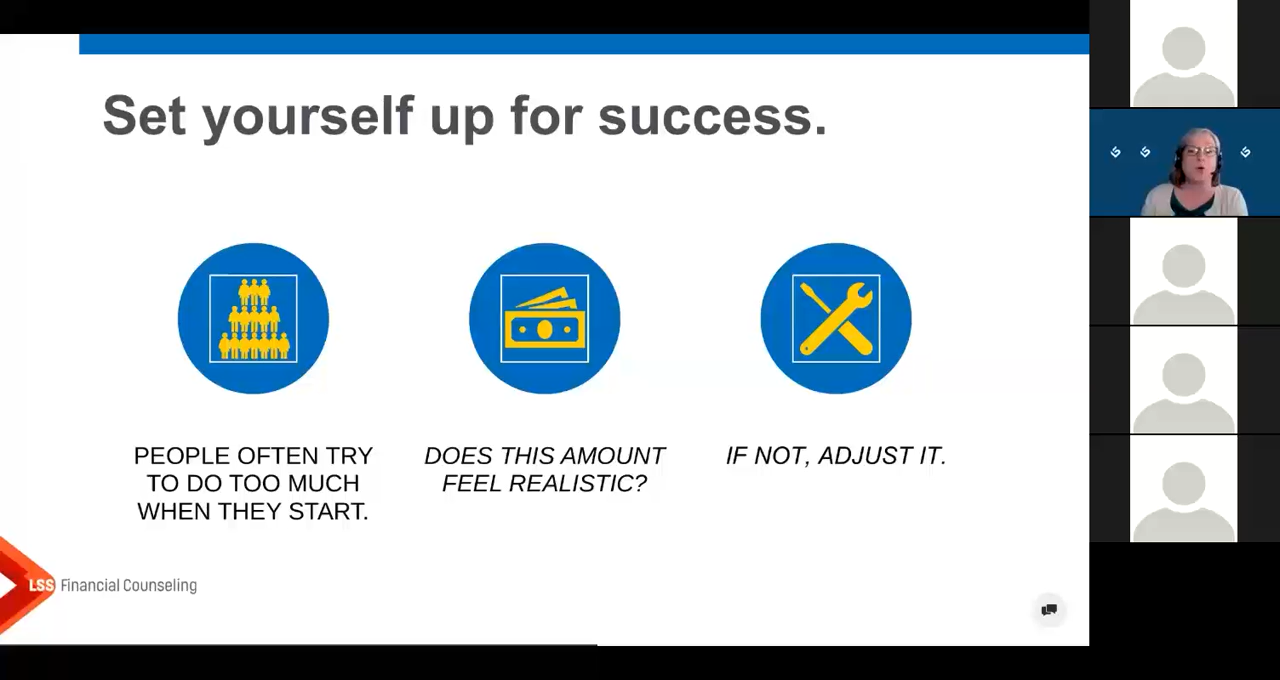 Set yourself up for success.
PEOPLE OFTEN TRY
TO DO TOO MUCH
WHEN THEY START.
DOES THIS AMOUNT
FEEL REALISTIC?
IF NOT, ADJUST IT.
LSS Financial Counseling